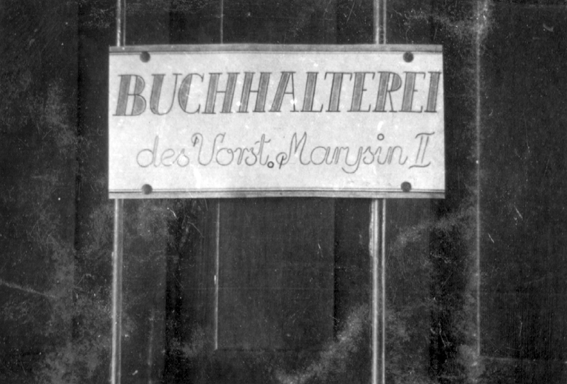 BUCHHALTEREI
des Vorst. Marysin II